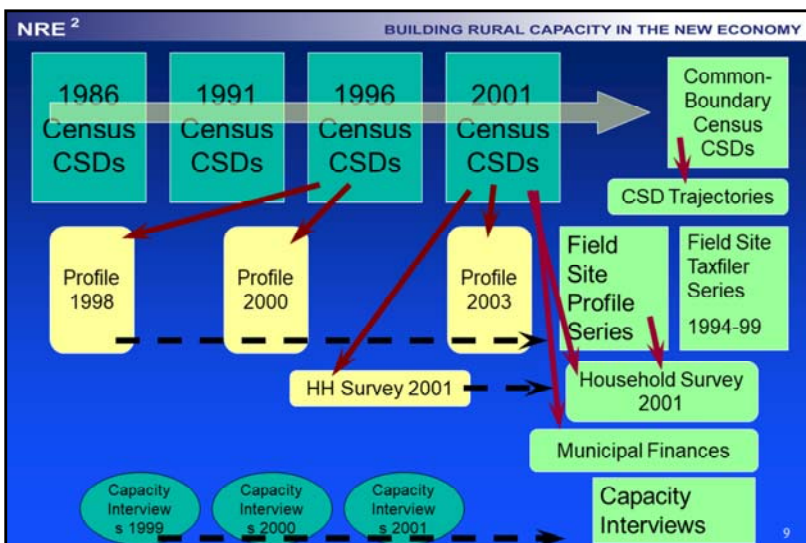 NRE ²
BUILDING RURAL CAPACITY IN THE NEW ECONOMY
1986
Census
CSDs
1991
Census
CSDs
1996
Census
CSDs
2001
Census
CSDs
Common-
Boundary
Census
CSDs
CSD Trajectories
Profile
1998
Profile
2000
Profile
2003
Field
Site
Profile
Series
Field Site
Taxfiler
Series
1994-99
HH Survey 2001
Household Survey
2001
Municipal Finances
Capacity
Interview
s 1999
Capacity
Interview
s 2000
Capacity
Interview
s 2001
Capacity
Interviews
9